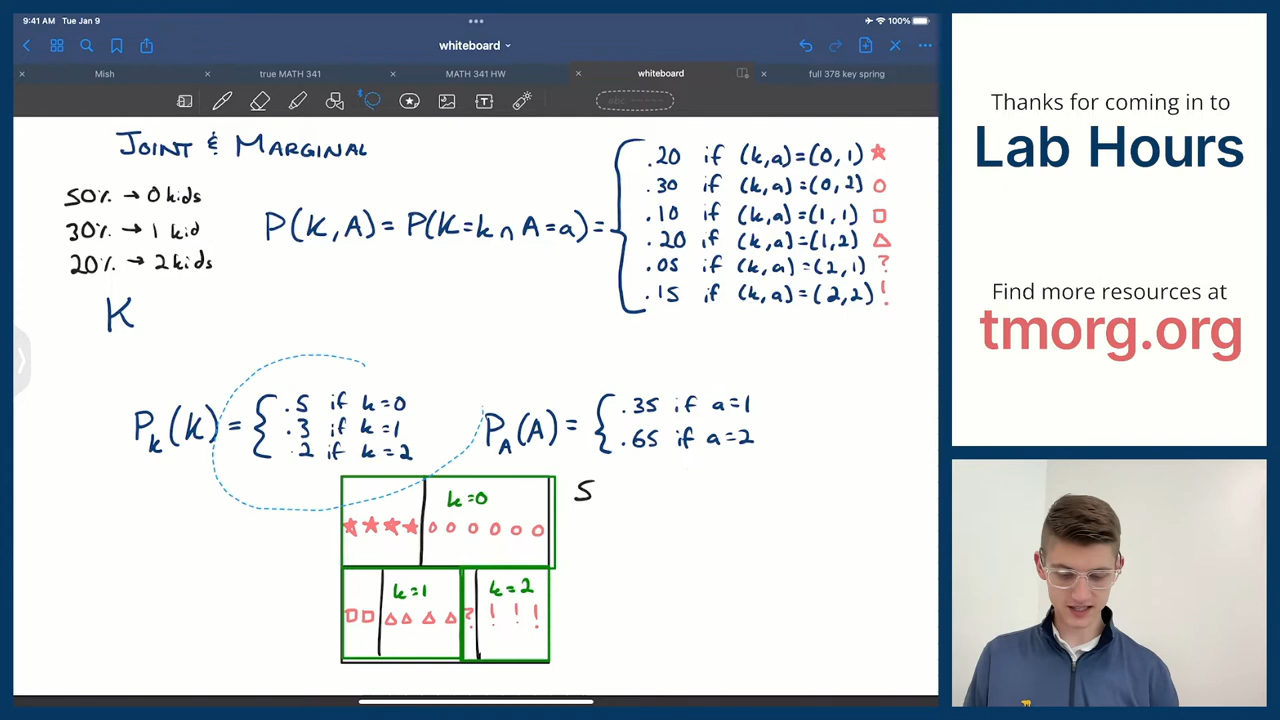 9:41 AM Tue Jan 9
100%
whiteboard
Mish
true MATH 341
MATH 341 HW
whiteboard
full 378 key spring
abc
JOINT & MARGINAL
50% → 0 kids
30% → 1 kid
20% → 2 kids
K
P(K,A) = P(K=k ∩ A=a) =
.20 if (k,a)=(0,1)
.30 if (k,a)=(0,2)
.10 if (k,a)=(1,1)
.20 if (k,a)=(1,2)
.05 if (k,a)=(2,1) ?
.15 if (k,a)=(2,2) !
P_K(K) =
.5 if k=0
.3 if k=1
.2 if k=2
P_A(A) =
.35 if a=1
.65 if a=2
k=0
S
k=1
k=2
? ! ! !
Thanks for coming in to
Lab Hours
Find more resources at
tmorg.org